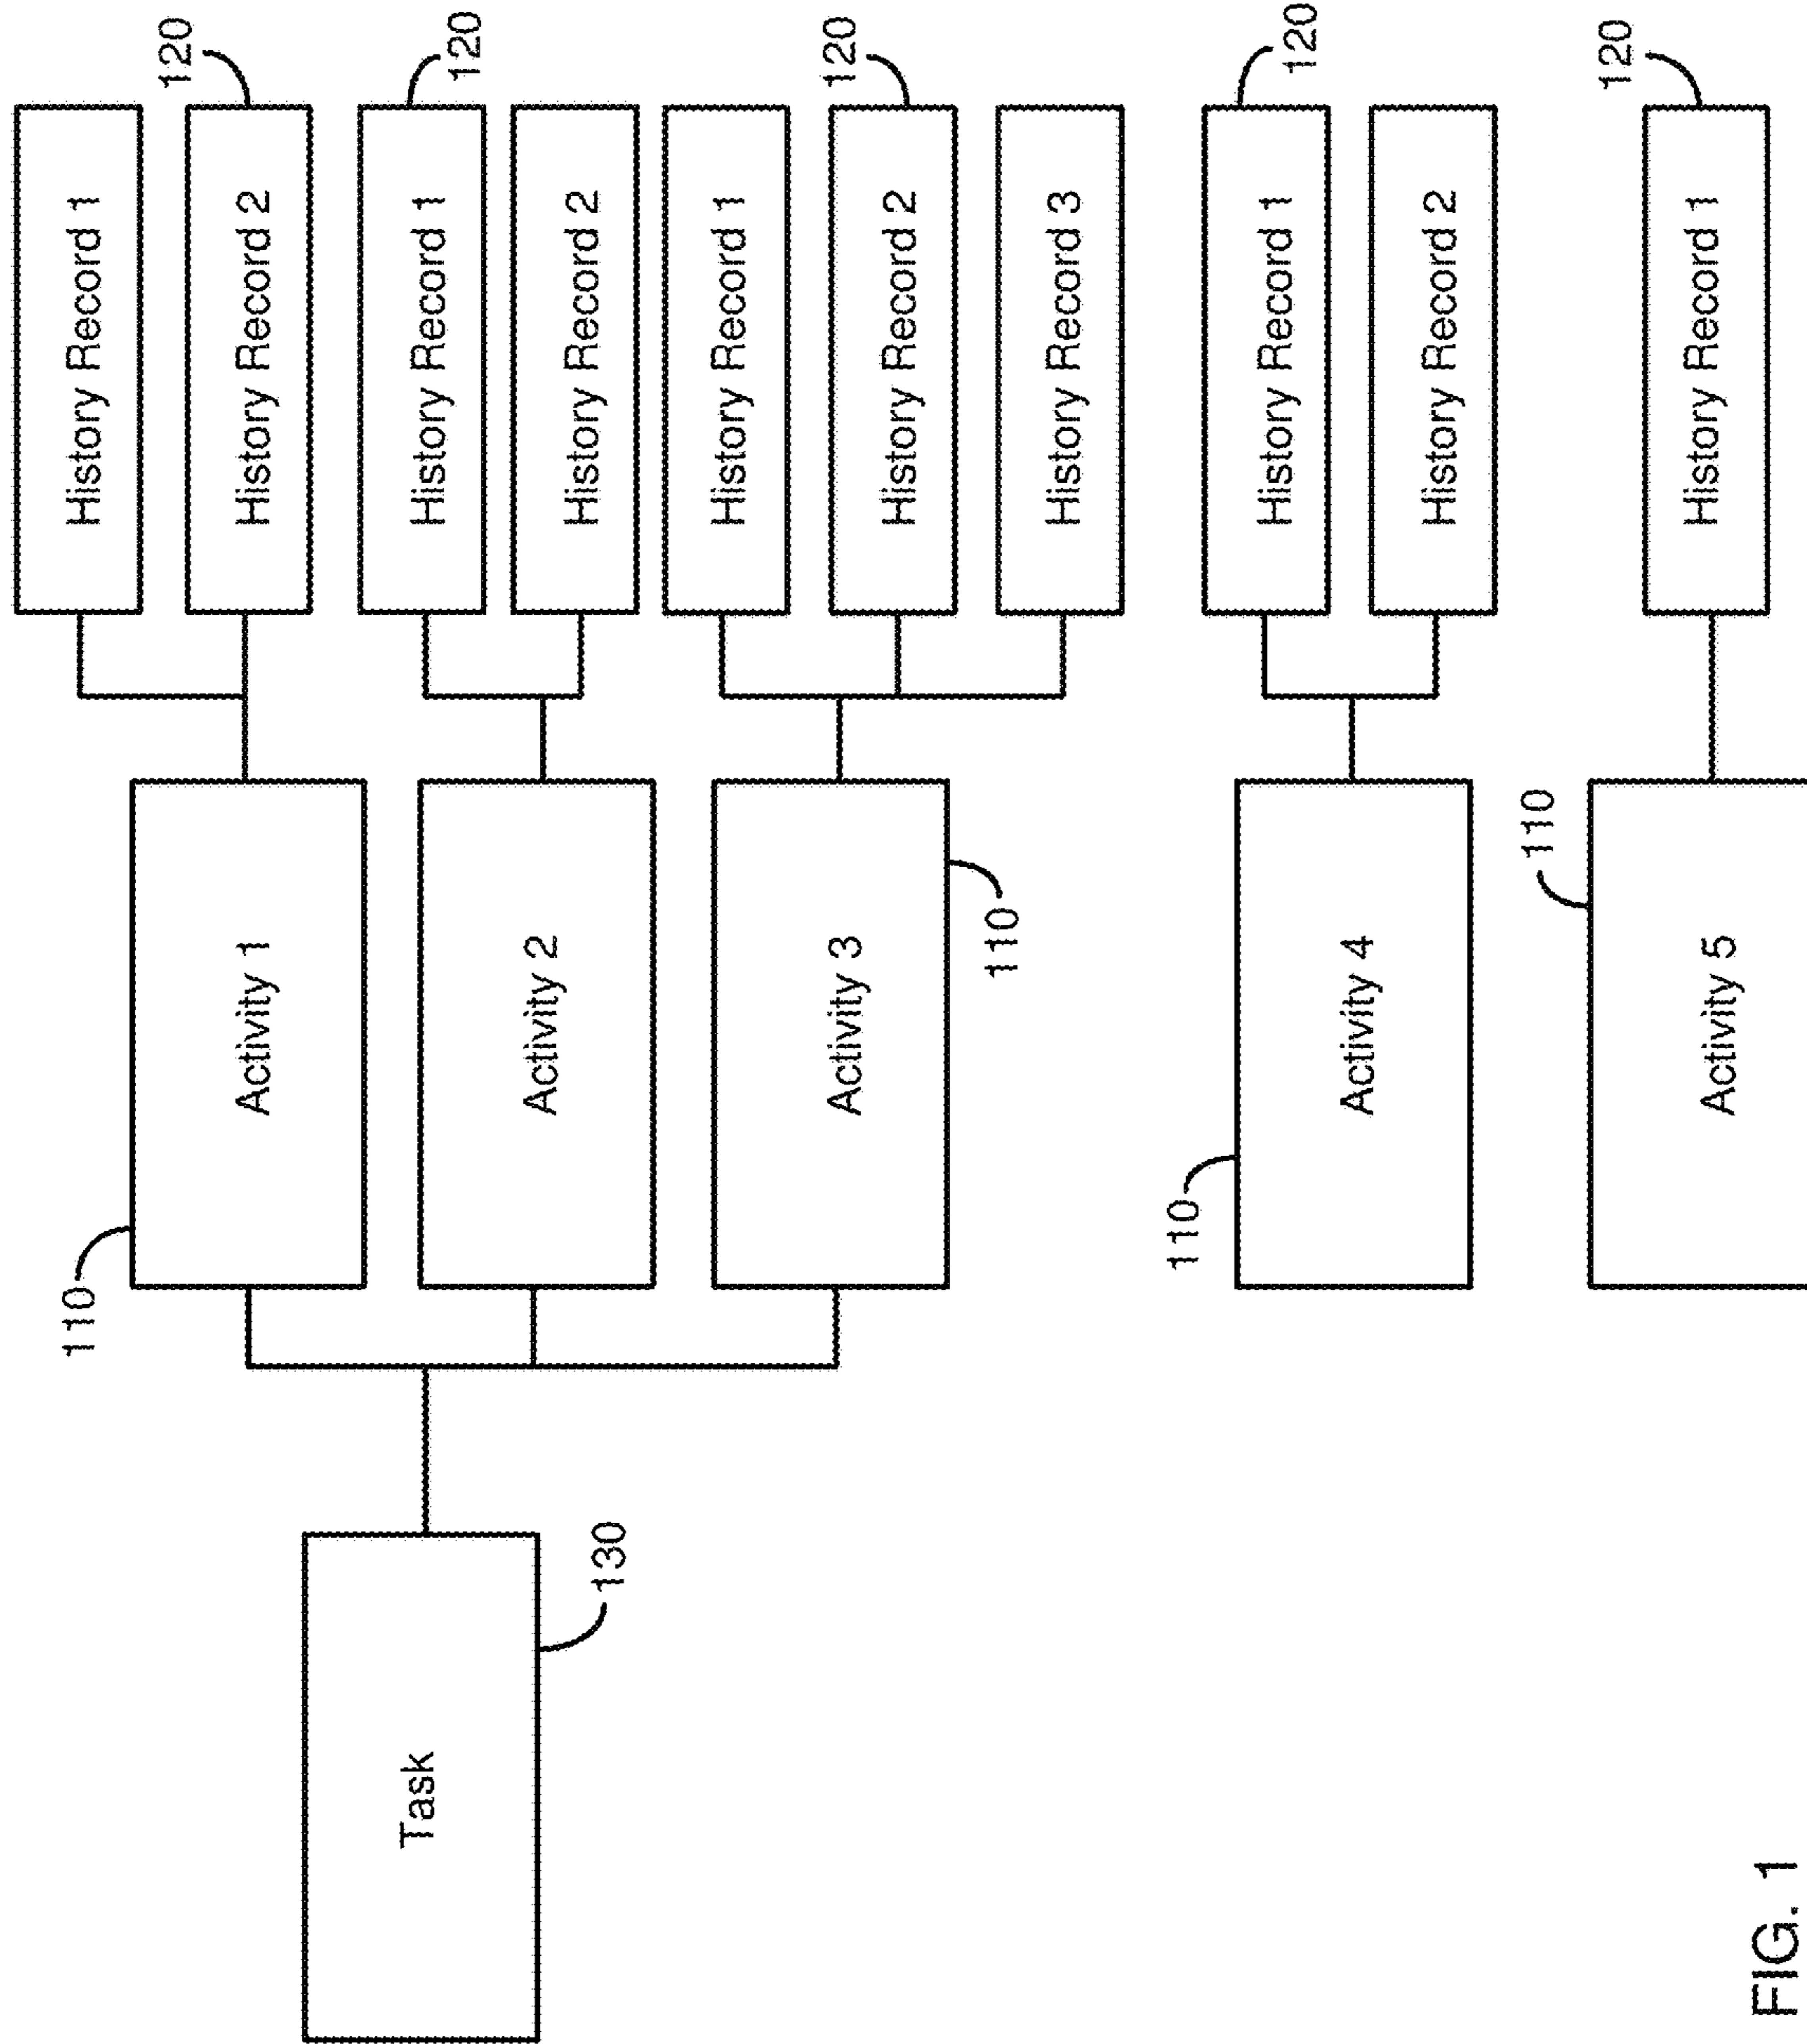 110
History Record 1
120
Activity 1
History Record 2
Task
History Record 1
120
Activity 2
History Record 2
130
History Record 1
120
Activity 3
History Record 2
110
History Record 3
110
History Record 1
120
Activity 4
History Record 2
110
120
Activity 5
History Record 1
FIG. 1